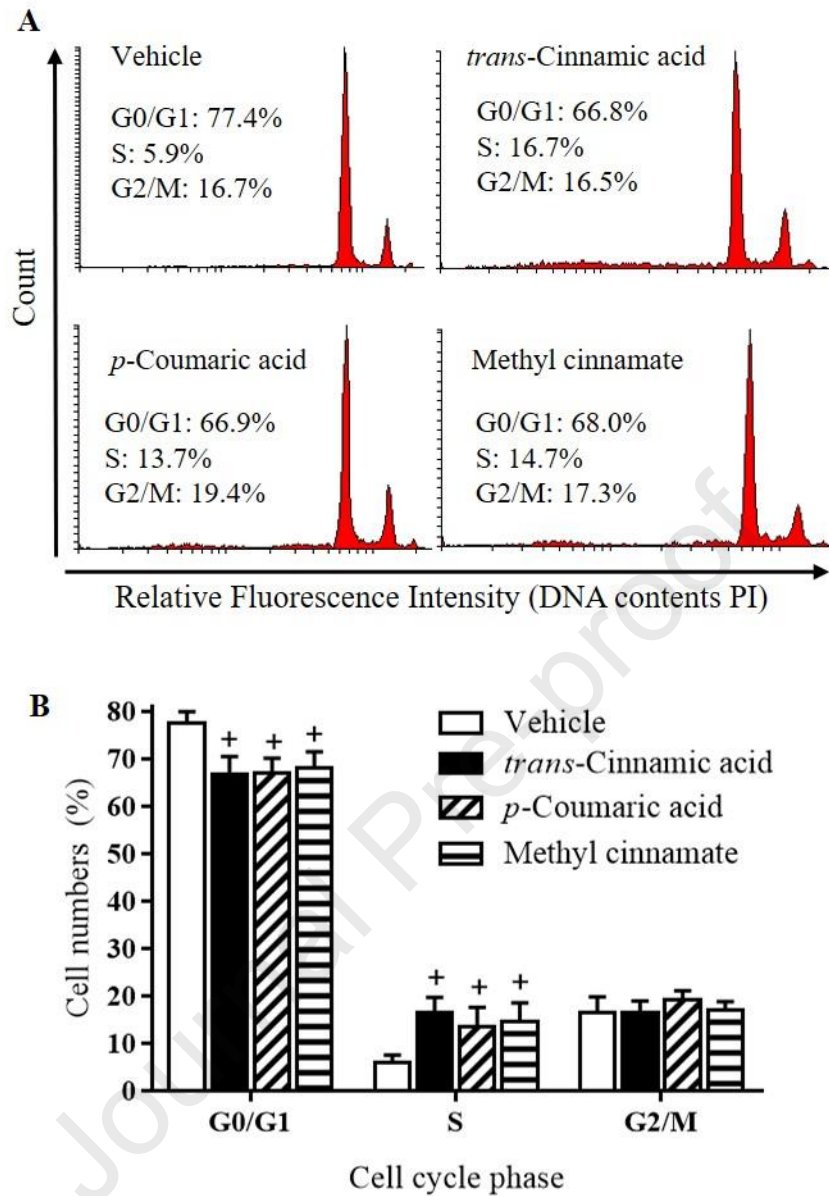 A
Vehicle
G0/G1: 77.4%
S: 5.9%
G2/M: 16.7%
trans-Cinnamic acid
G0/G1: 66.8%
S: 16.7%
G2/M: 16.5%
Count
p-Coumaric acid
G0/G1: 66.9%
S: 13.7%
G2/M: 19.4%
Methyl cinnamate
G0/G1: 68.0%
S: 14.7%
G2/M: 17.3%
Relative Fluorescence Intensity (DNA contents PI)
B
Cell numbers (%)
80
70
60
50
40
30
20
10
0
+ + +
+ + +
Vehicle
trans-Cinnamic acid
p-Coumaric acid
Methyl cinnamate
G0/G1 S G2/M
Cell cycle phase
Journal Pre-proof